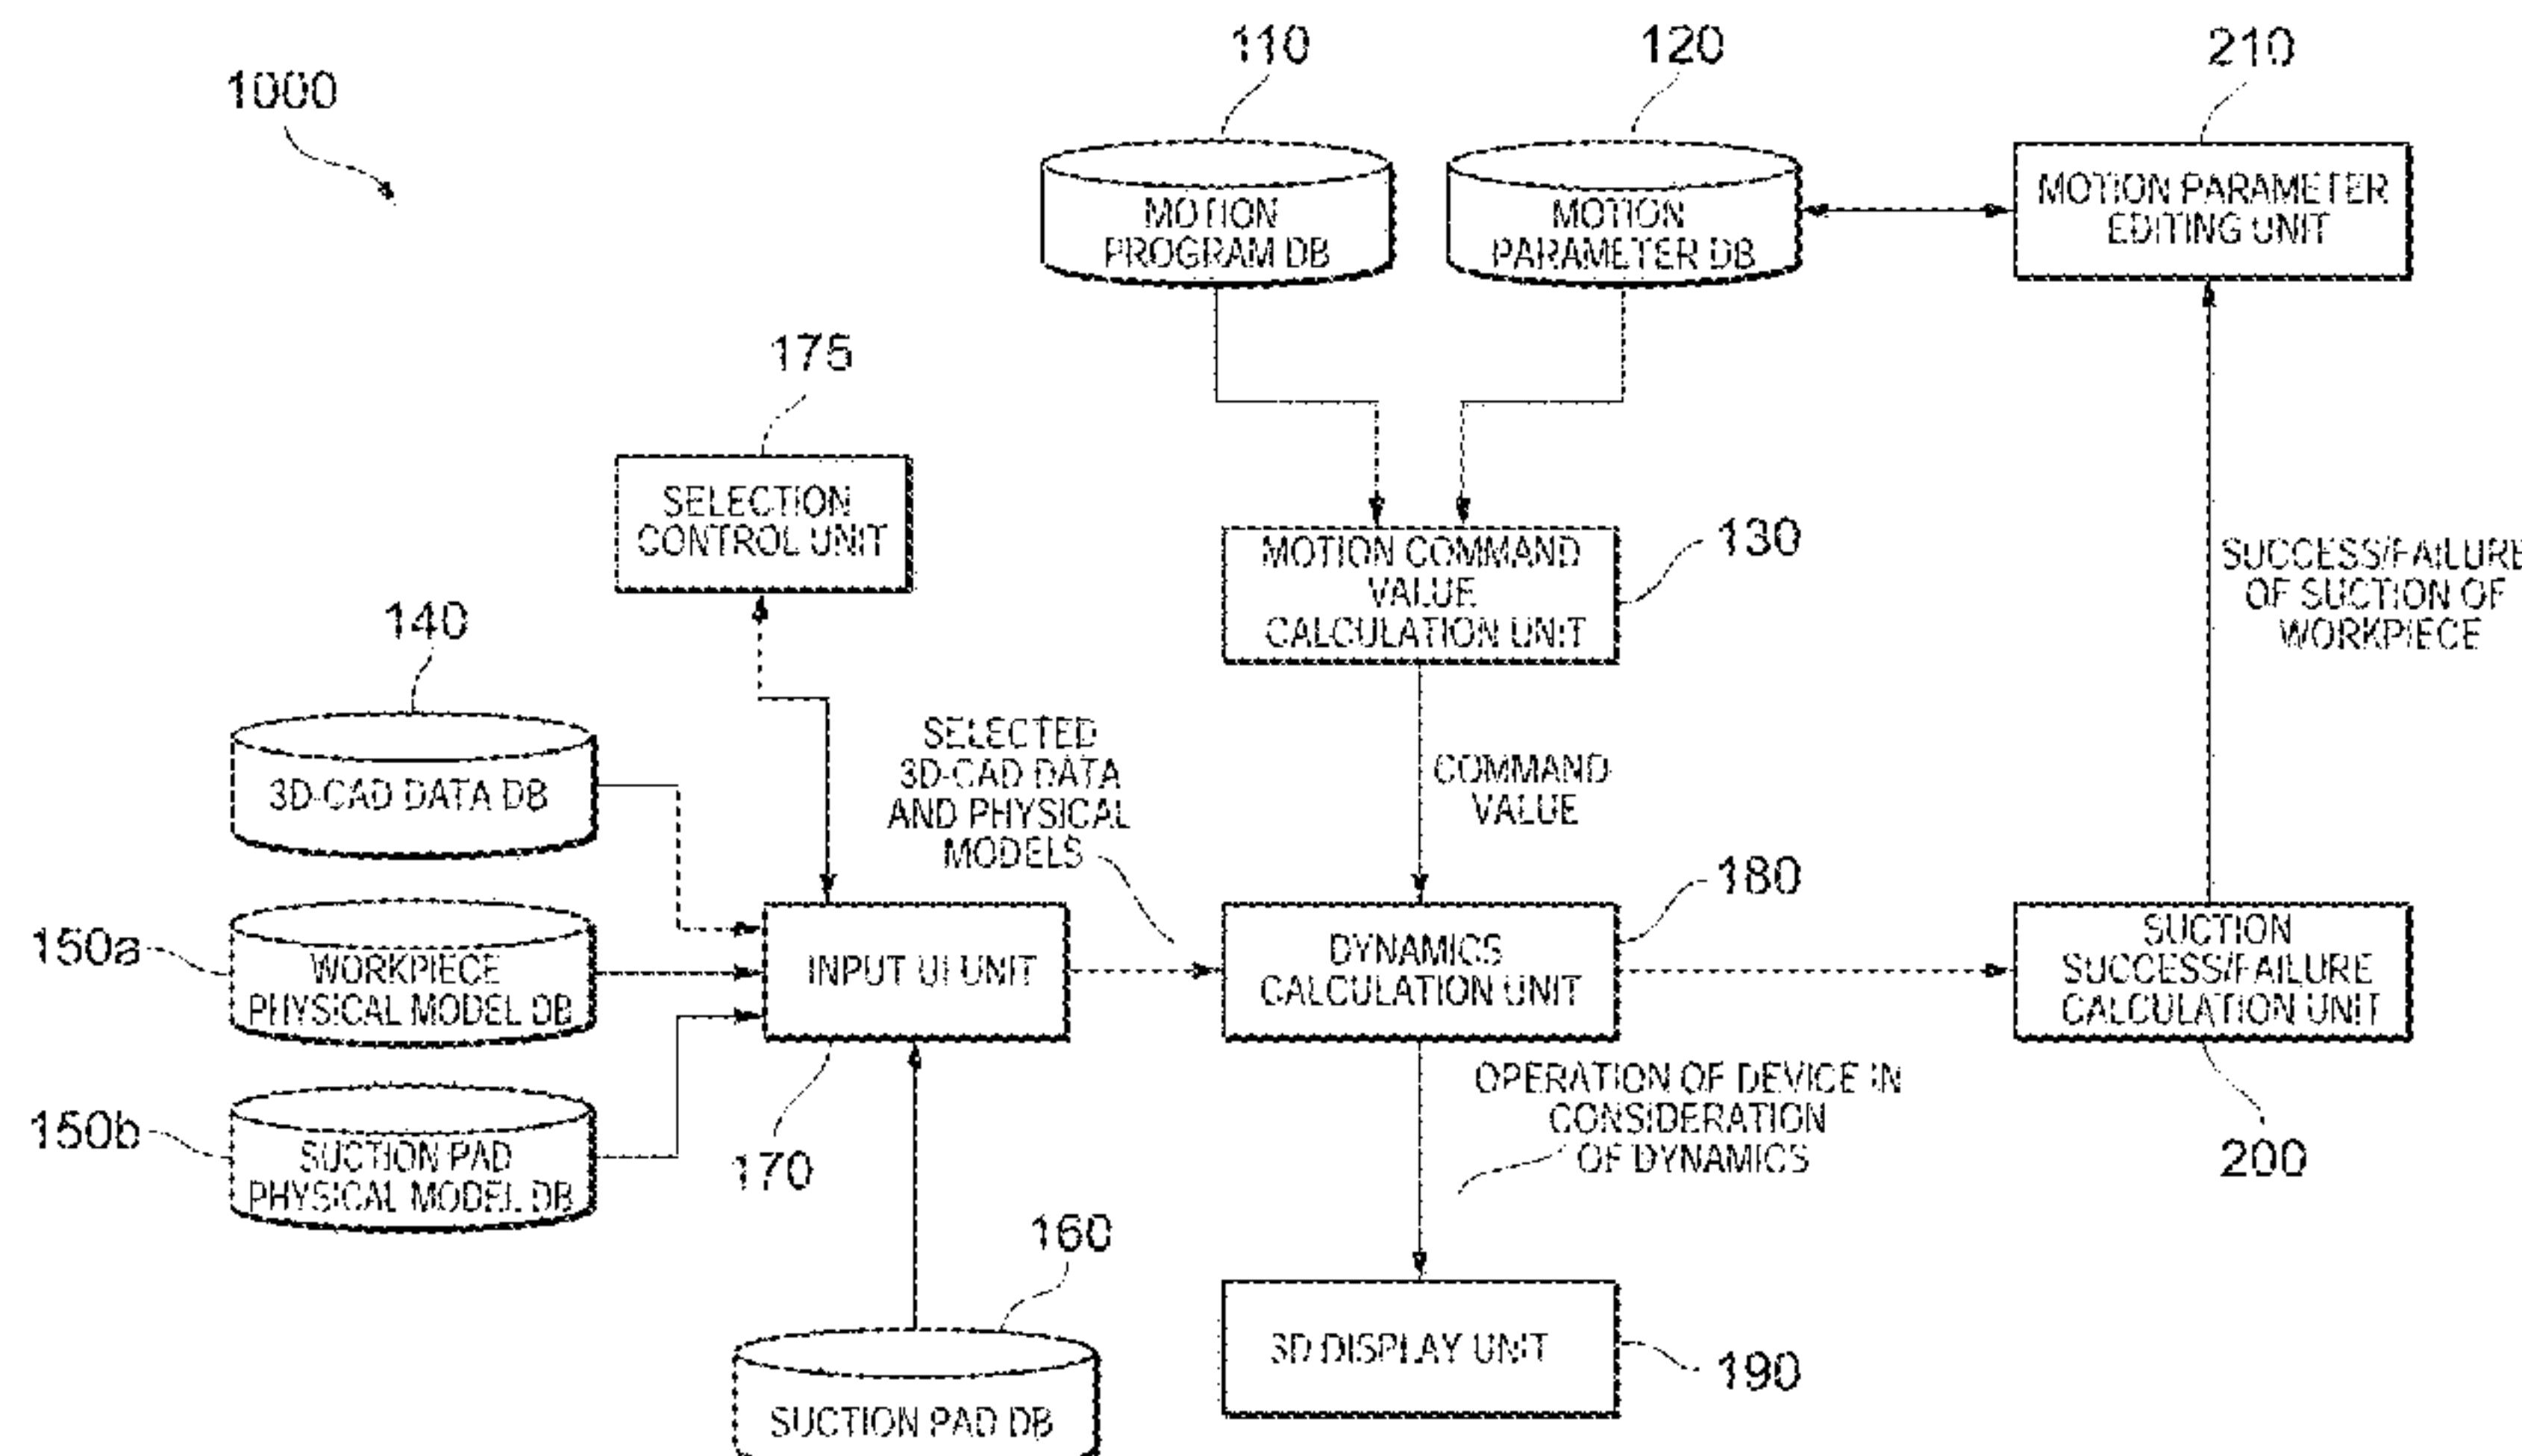 1000
110
120
210
MOTION
PROGRAM DB
MOTION
PARAMETER DB
MOTION PARAMETER
EDITING UNIT
175
SELECTION
CONTROL UNIT
MOTION COMMAND
VALUE
CALCULATION UNIT
130
SUCCESS/FAILURE
OF SUCTION OF
WORKPIECE
140
3D-CAD DATA DB
SELECTED
3D-CAD DATA
AND PHYSICAL
MODELS
COMMAND
VALUE
150a
WORKPIECE
PHYSICAL MODEL DB
INPUT UI UNIT
170
DYNAMICS
CALCULATION UNIT
180
SUCTION
SUCCESS/FAILURE
CALCULATION UNIT
200
150b
SUCTION PAD
PHYSICAL MODEL DB
OPERATION OF DEVICE IN
CONSIDERATION
OF DYNAMICS
160
SUCTION PAD DB
3D DISPLAY UNIT
190